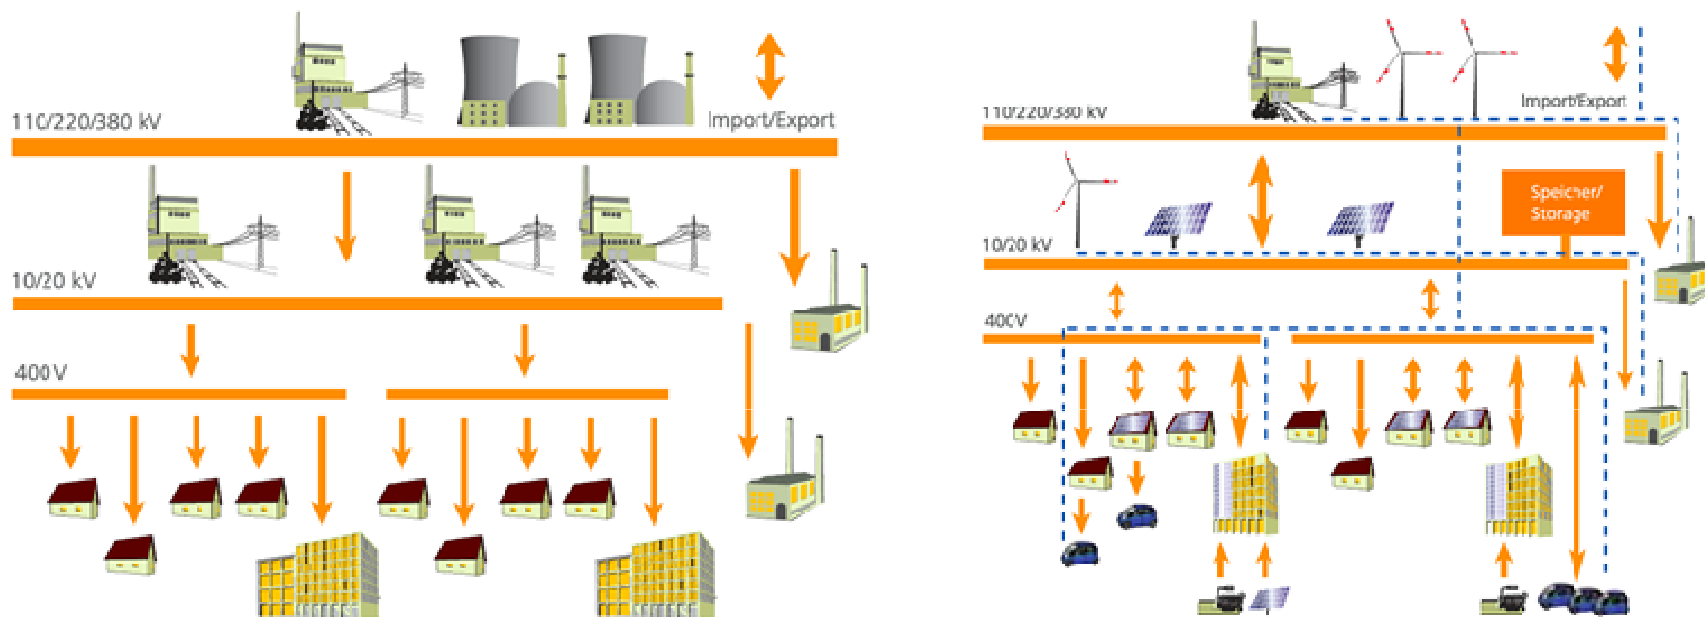 110/220/380 kV
Import/Export
10/20 kV
400 V
110/220/380 kV
Import/Export
Speicher/
Storage
10/20 kV
400V